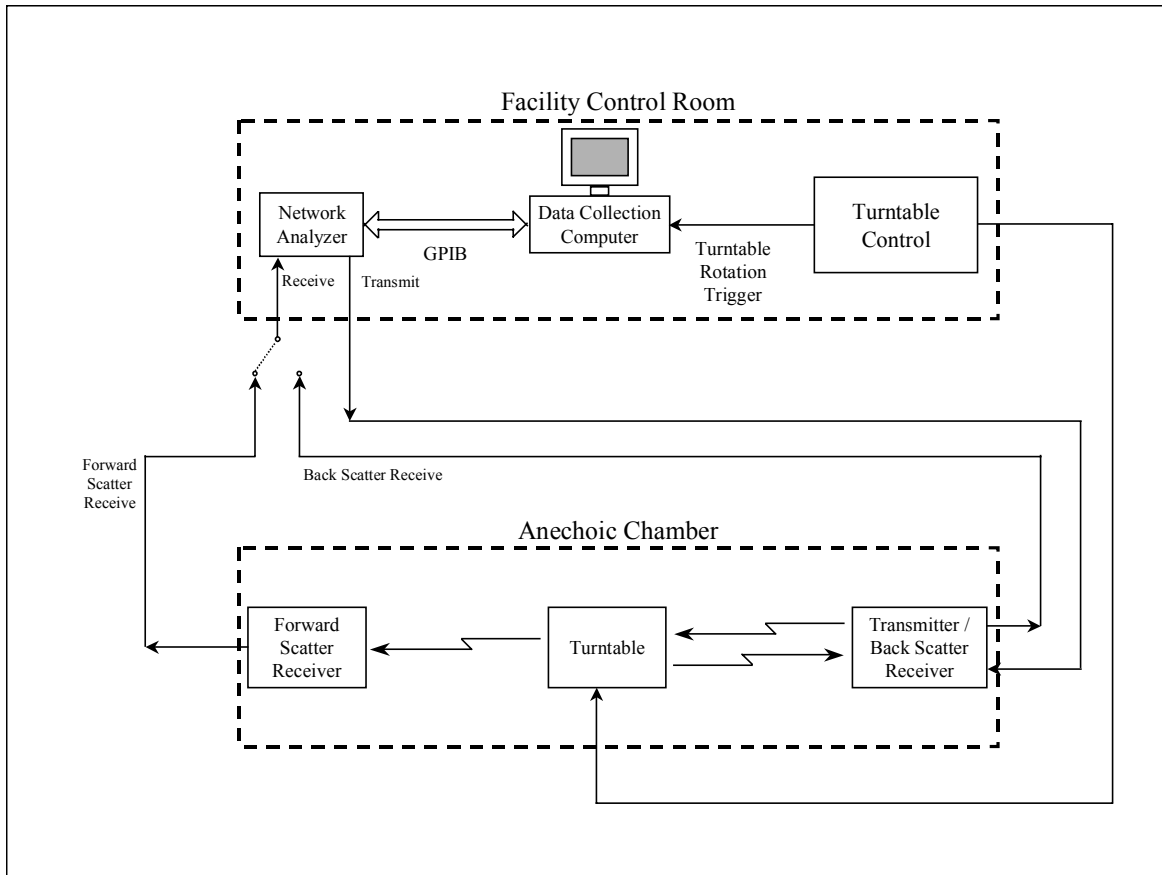 Facility Control Room
Network
Analyzer
GPIB
Data Collection
Computer
Turntable
Rotation
Trigger
Turntable
Control
Receive
Transmit
Forward
Scatter
Receive
Back Scatter Receive
Anechoic Chamber
Forward
Scatter
Receiver
Turntable
Transmitter /
Back Scatter
Receiver